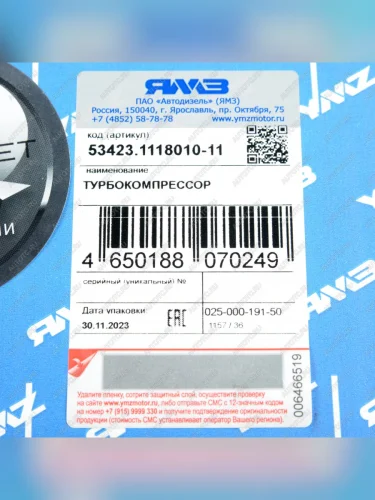 ЯМЗ
ПАО «Автодизель» (ЯМЗ)
Россия, 150040, г. Ярославль, пр. Октября, 75
+7 (4852) 58-78-78 www.ymzmotor.ru
код (артикул)
53423.1118010-11
наименование
ТУРБОКОМПРЕССОР
4 650188 070249
серийный (уникальный) №
Дата упаковки
30.11.2023
EAC
025-000-191-50
1157 / 36
006466519
Удалите пленку, сотрите защитный слой, осуществите проверку
на www.ymzmotor.ru, либо отправьте СМС с 12-значным кодом
на номер +7 (915) 9999 330 и получите подтверждение оригинальности
продукции (стоимость СМС устанавливает оператор Вашего региона).
ЯМЗ
ЯМЗ